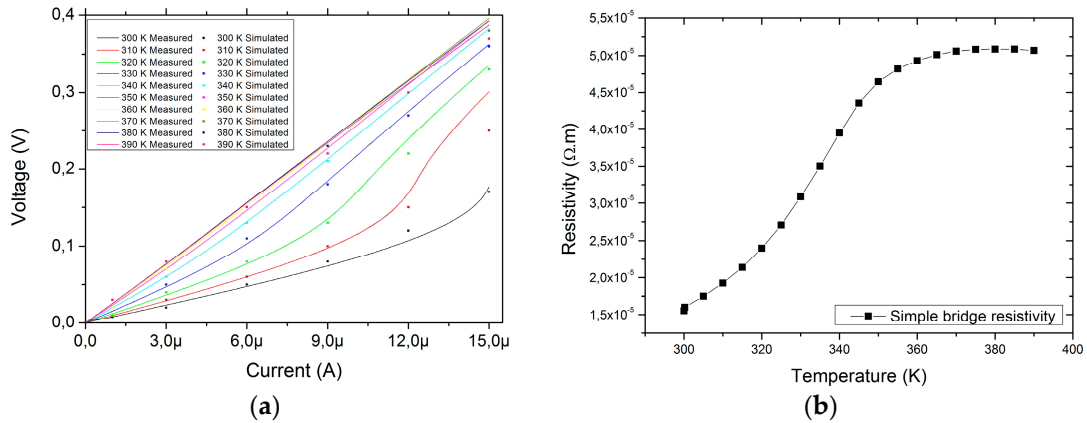 0,4
0,3
0,2
0,1
0,0
Voltage (V)
300 K Measured 300 K Simulated
310 K Measured 310 K Simulated
320 K Measured 320 K Simulated
330 K Measured 330 K Simulated
340 K Measured 340 K Simulated
350 K Measured 350 K Simulated
360 K Measured 360 K Simulated
370 K Measured 370 K Simulated
380 K Measured 380 K Simulated
390 K Measured 390 K Simulated
0,0 3,0µ 6,0µ 9,0µ 12,0µ 15,0µ
Current (A)
(a)
5,5x10⁻⁵
5,0x10⁻⁵
4,5x10⁻⁵
4,0x10⁻⁵
3,5x10⁻⁵
3,0x10⁻⁵
2,5x10⁻⁵
2,0x10⁻⁵
1,5x10⁻⁵
Resistivity (Ω.m)
Simple bridge resistivity
300 320 340 360 380 400
Temperature (K)
(b)